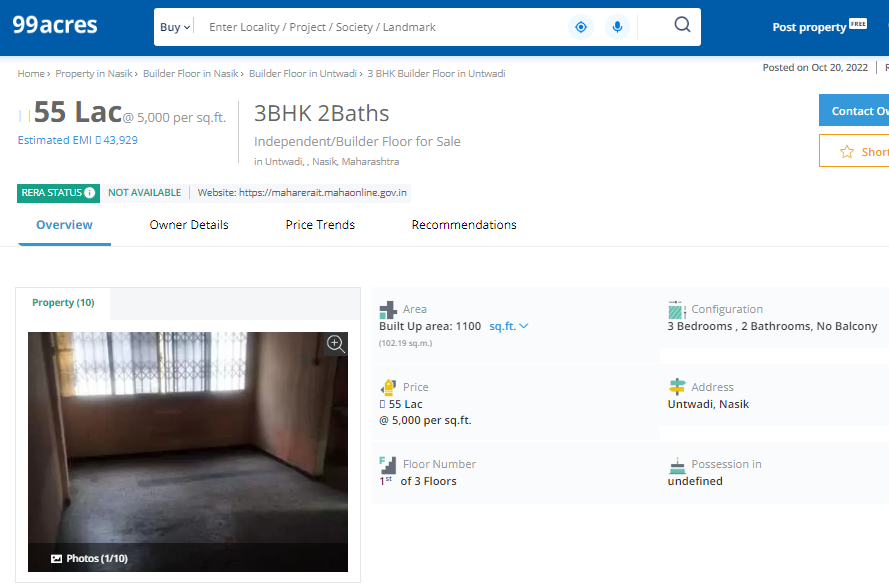 99acres
Buy
Enter Locality / Project / Society / Landmark
Post property FREE
Home › Property in Nasik › Builder Floor in Nasik › Builder Floor in Untwadi › 3 BHK Builder Floor in Untwadi
Posted on Oct 20, 2022
55 Lac @ 5,000 per sq.ft.
Estimated EMI 43,929
3BHK 2Baths
Independent/Builder Floor for Sale
in Untwadi, , Nasik, Maharashtra
Contact Ow
Short
RERA STATUS i NOT AVAILABLE Website: https://maharerait.mahaonline.gov.in
Overview
Owner Details
Price Trends
Recommendations
Property (10)
Photos (1/10)
Area
Built Up area: 1100 sq.ft.
(102.19 sq.m.)
Configuration
3 Bedrooms , 2 Bathrooms, No Balcony
Price
55 Lac
@ 5,000 per sq.ft.
Address
Untwadi, Nasik
Floor Number
1st of 3 Floors
Possession in
undefined